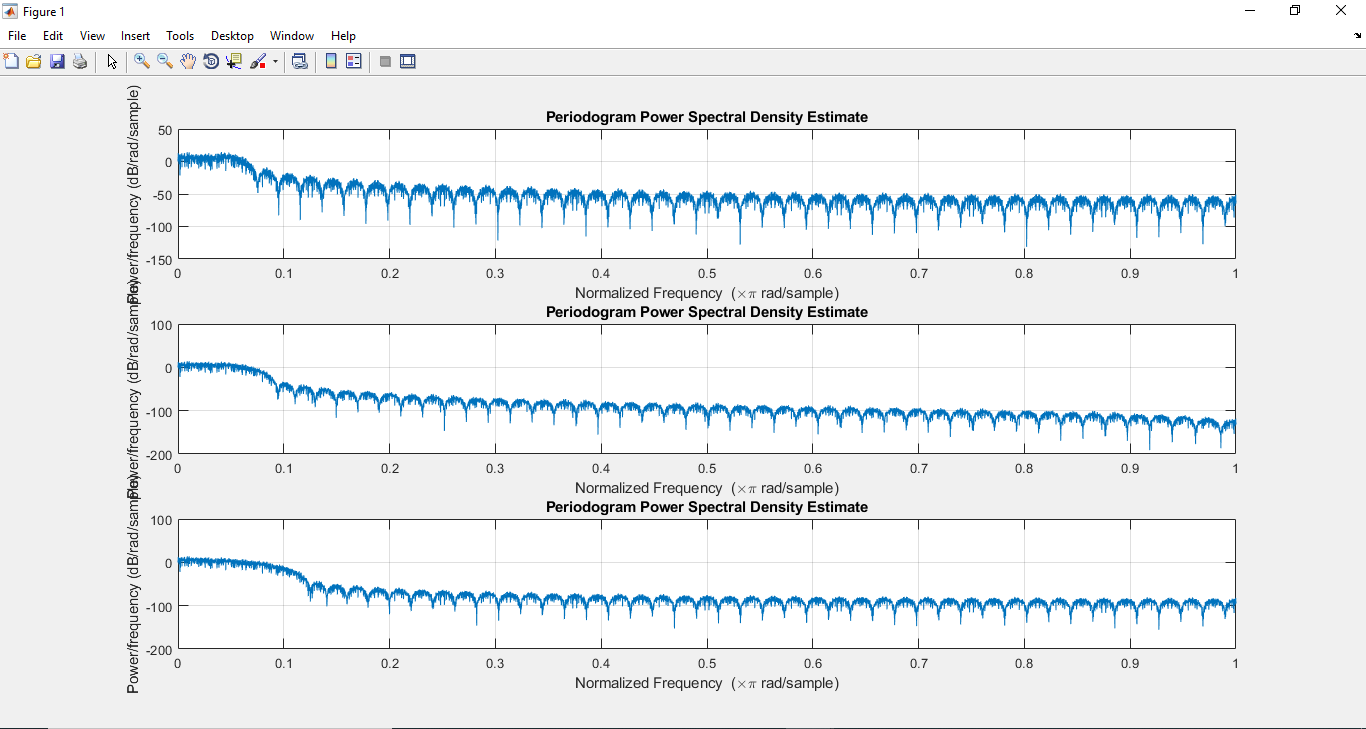 Figure 1
File Edit View Insert Tools Desktop Window Help
Periodogram Power Spectral Density Estimate
Power/frequency (dB/rad/sample)
50
0
-50
-100
-150
0 0.1 0.2 0.3 0.4 0.5 0.6 0.7 0.8 0.9 1
Normalized Frequency (×π rad/sample)
Periodogram Power Spectral Density Estimate
Power/frequency (dB/rad/sample)
100
0
-100
-200
0 0.1 0.2 0.3 0.4 0.5 0.6 0.7 0.8 0.9 1
Normalized Frequency (×π rad/sample)
Periodogram Power Spectral Density Estimate
Power/frequency (dB/rad/sample)
100
0
-100
-200
0 0.1 0.2 0.3 0.4 0.5 0.6 0.7 0.8 0.9 1
Normalized Frequency (×π rad/sample)